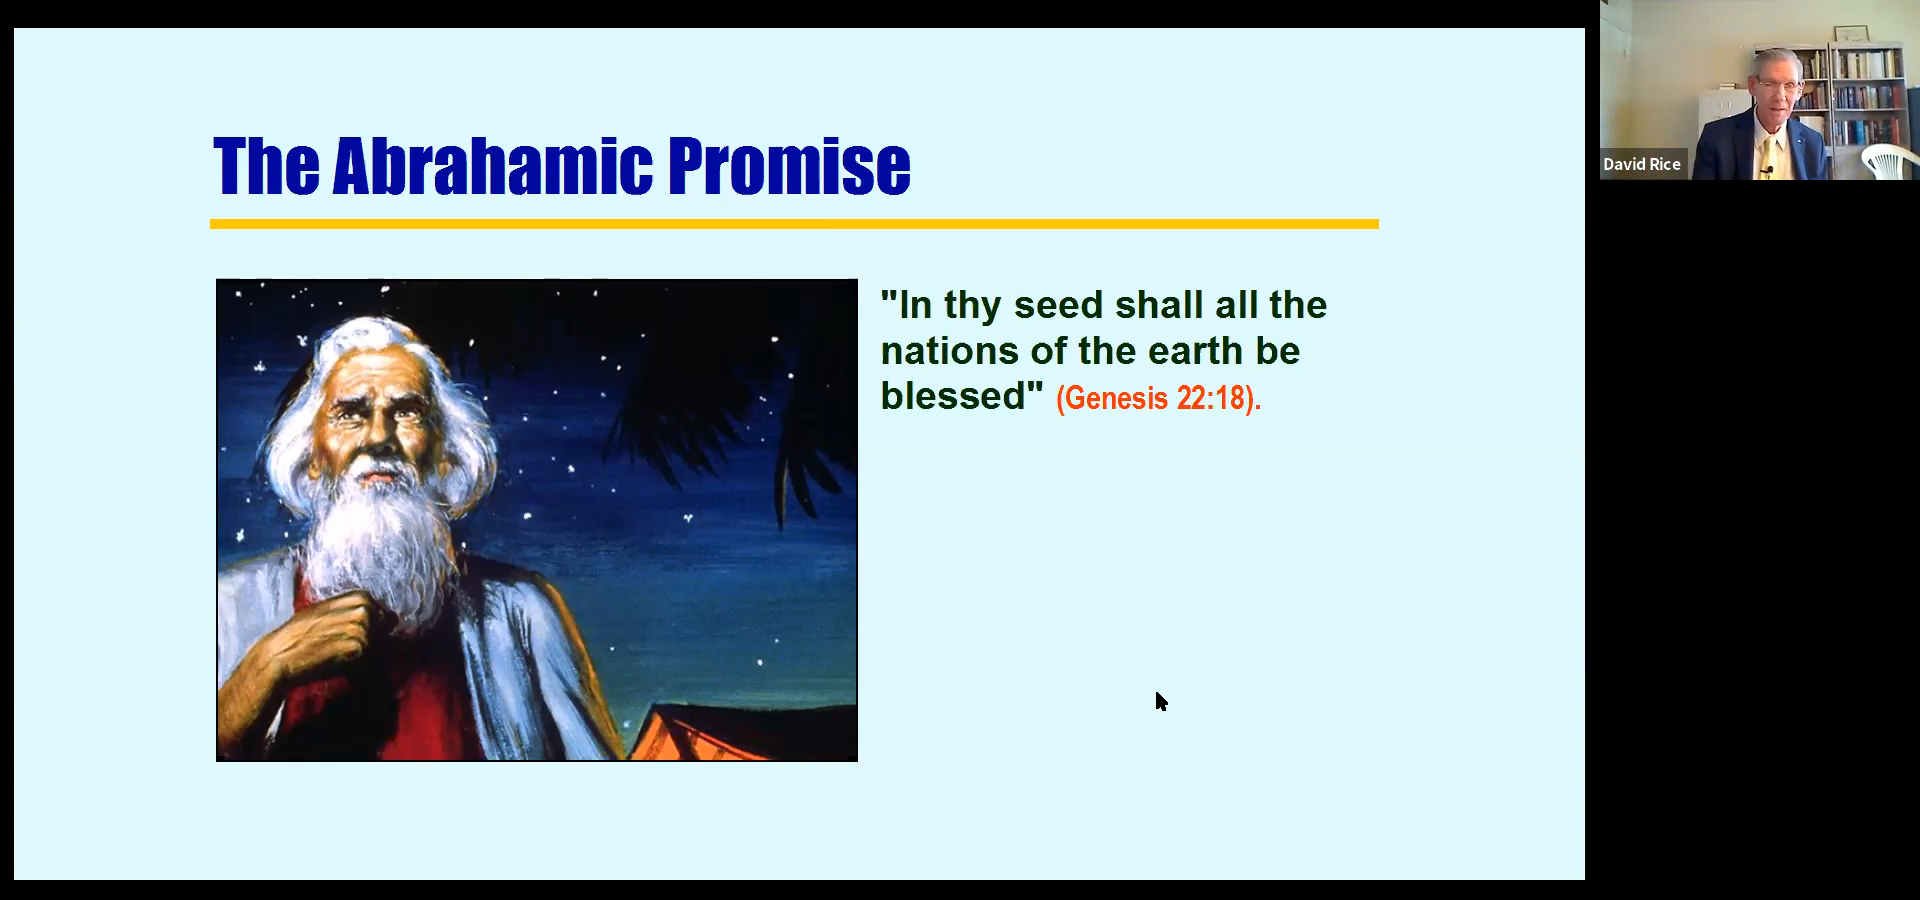 The Abrahamic Promise
"In thy seed shall all the
nations of the earth be
blessed" (Genesis 22:18).
David Rice